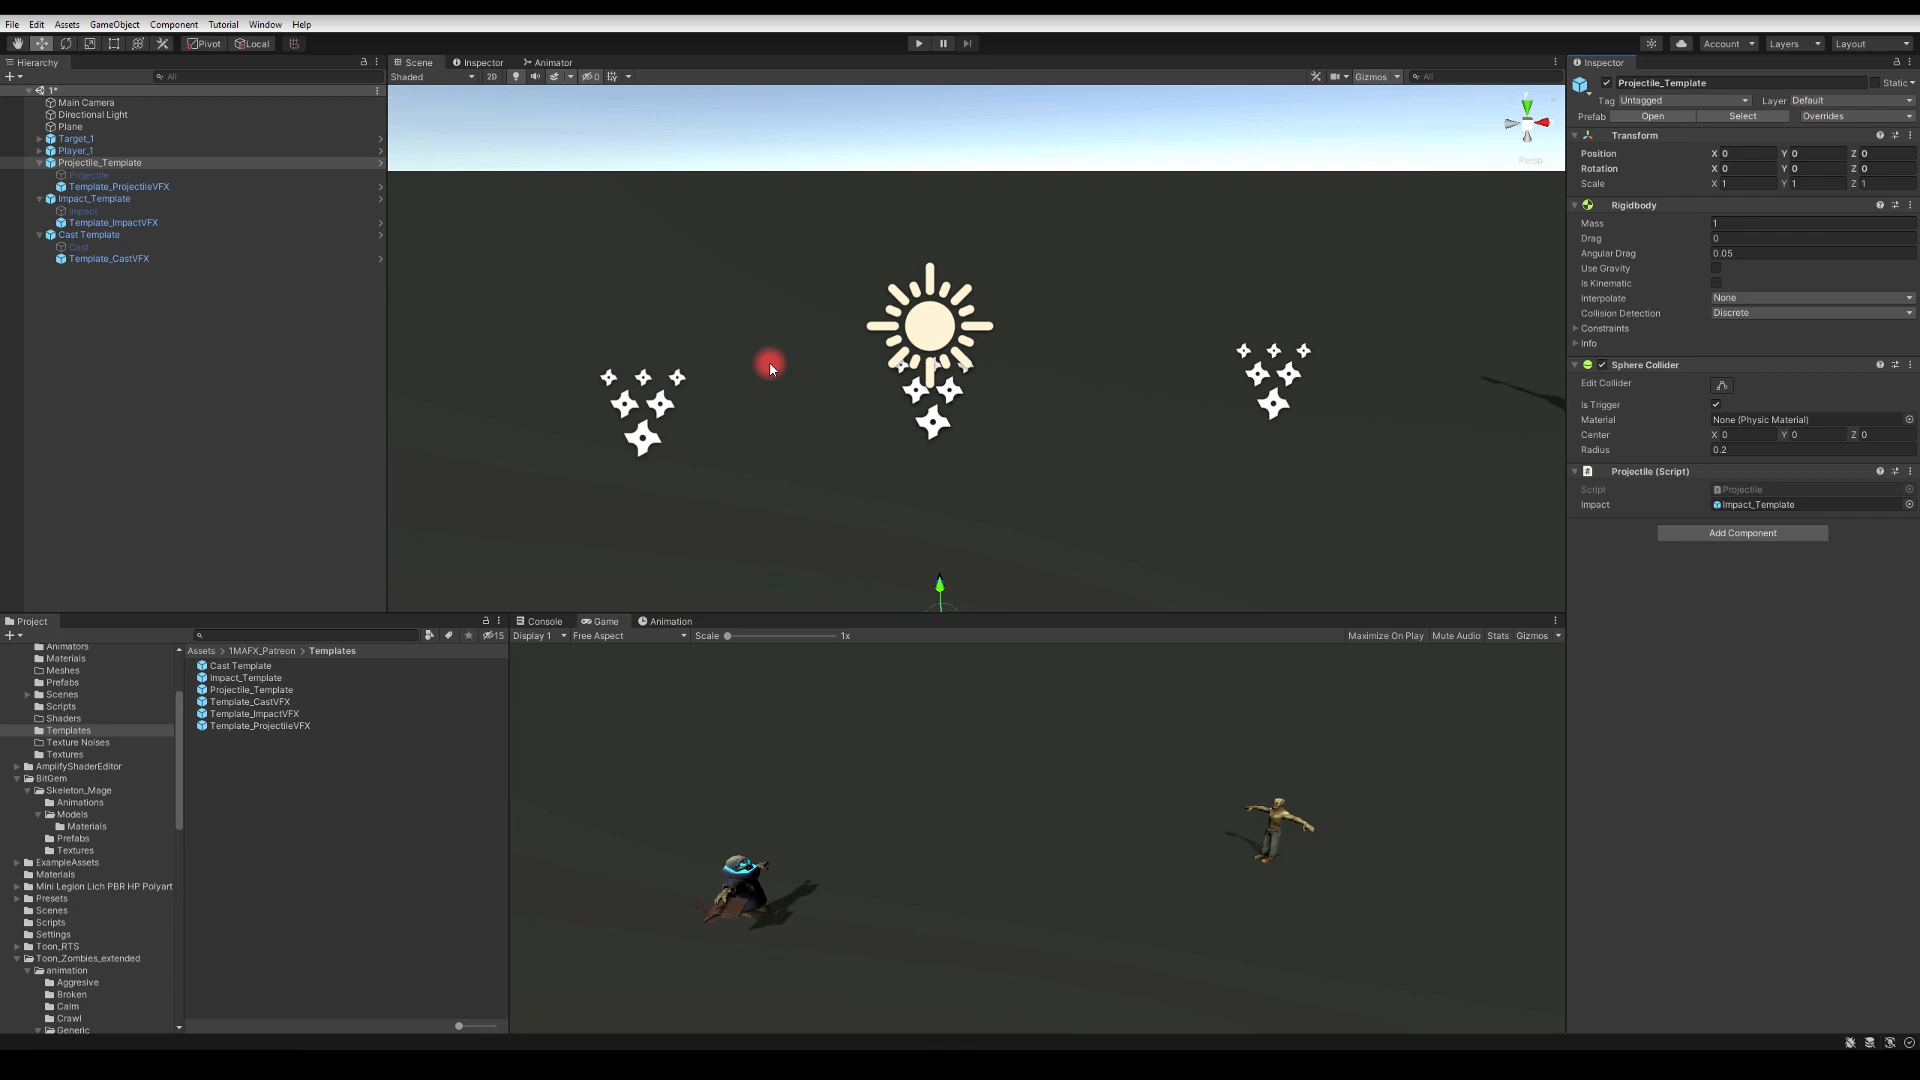 File Edit Assets GameObject Component Tutorial Window Help
Pivot Local Account Layers Layout
Hierarchy
All
1*
Main Camera
Directional Light
Plane
Target_1
Player_1
Projectile_Template
Projectile
Template_ProjectileVFX
Impact_Template
Impact
Template_ImpactVFX
Cast Template
Cast
Template_CastVFX
Scene Inspector Animator
Shaded 2D 0 Gizmos All
y
Persp
Inspector
Projectile_Template Static
Tag Untagged Layer Default
Prefab Open Select Overrides
Transform
Position X 0 Y 0 Z 0
Rotation X 0 Y 0 Z 0
Scale X 1 Y 1 Z 1
Rigidbody
Mass 1
Drag 0
Angular Drag 0.05
Use Gravity
Is Kinematic
Interpolate None
Collision Detection Discrete
Constraints
Info
Sphere Collider
Edit Collider
Is Trigger
Material None (Physic Material)
Center X 0 Y 0 Z 0
Radius 0.2
Projectile (Script)
Script Projectile
Impact Impact_Template
Add Component
Project
15
Animators
Materials
Meshes
Prefabs
Scenes
Scripts
Shaders
Templates
Texture Noises
Textures
AmplifyShaderEditor
BitGem
Skeleton_Mage
Animations
Models
Materials
Prefabs
Textures
ExampleAssets
Materials
Mini Legion Lich PBR HP Polyart
Presets
Scenes
Scripts
Settings
Toon_RTS
Toon_Zombies_extended
animation
Aggresive
Broken
Calm
Crawl
Generic
Assets > 1MAFX_Patreon > Templates
Cast Template
Impact_Template
Projectile_Template
Template_CastVFX
Template_ImpactVFX
Template_ProjectileVFX
Console Game Animation
Display 1 Free Aspect Scale 1x Maximize On Play Mute Audio Stats Gizmos